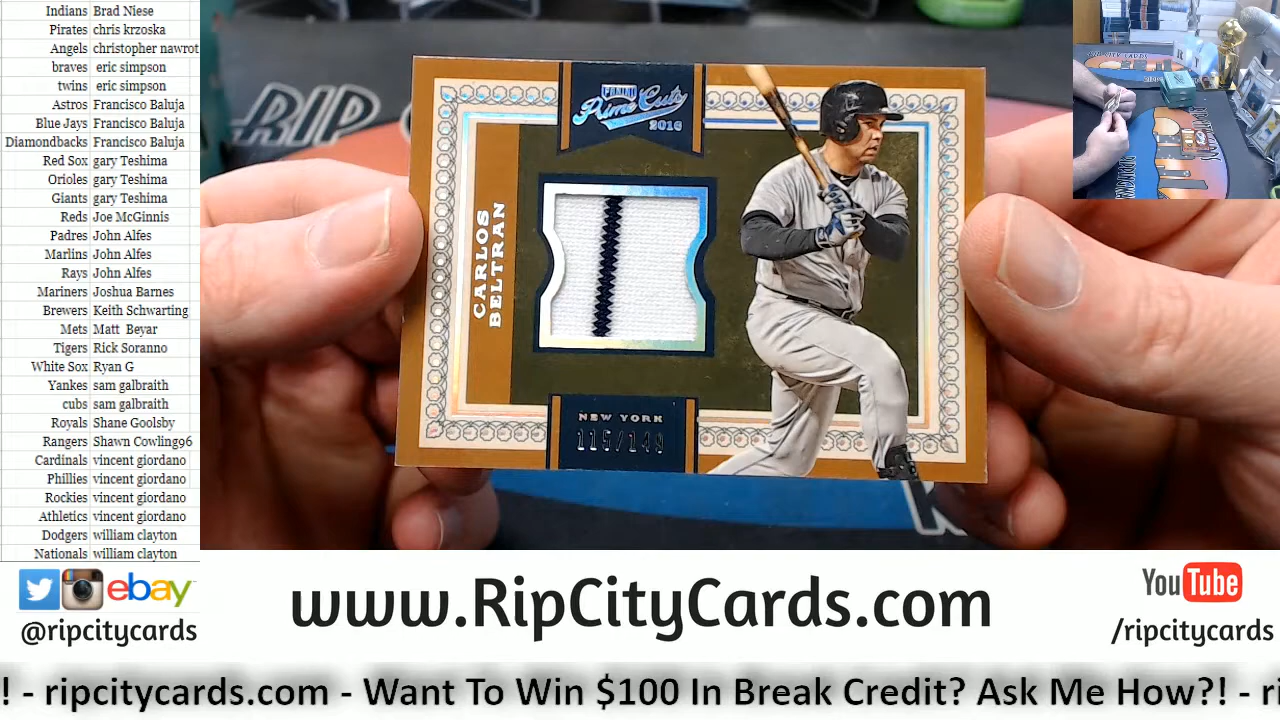 Indians Brad Niese
Pirates chris krzoska
Angels christopher nawrot
braves eric simpson
twins eric simpson
Astros Francisco Baluja
Blue Jays Francisco Baluja
Diamondbacks Francisco Baluja
Red Sox gary Teshima
Orioles gary Teshima
Giants gary Teshima
Reds Joe McGinnis
Padres John Alfes
Marlins John Alfes
Rays John Alfes
Mariners Joshua Barnes
Brewers Keith Schwarting
Mets Matt Beyar
Tigers Rick Soranno
White Sox Ryan G
Yankes sam galbraith
cubs sam galbraith
Royals Shane Goolsby
Rangers Shawn Cowling96
Cardinals vincent giordano
Phillies vincent giordano
Rockies vincent giordano
Athletics vincent giordano
Dodgers william clayton
Nationals william clayton
RIP
PANINI
Prime Cuts
2016
CARLOS
BELTRAN
NEW YORK
115/149
ebay
@ripcitycards
www.RipCityCards.com
YouTube
/ripcitycards
! - ripcitycards.com - Want To Win $100 In Break Credit? Ask Me How?! - ri